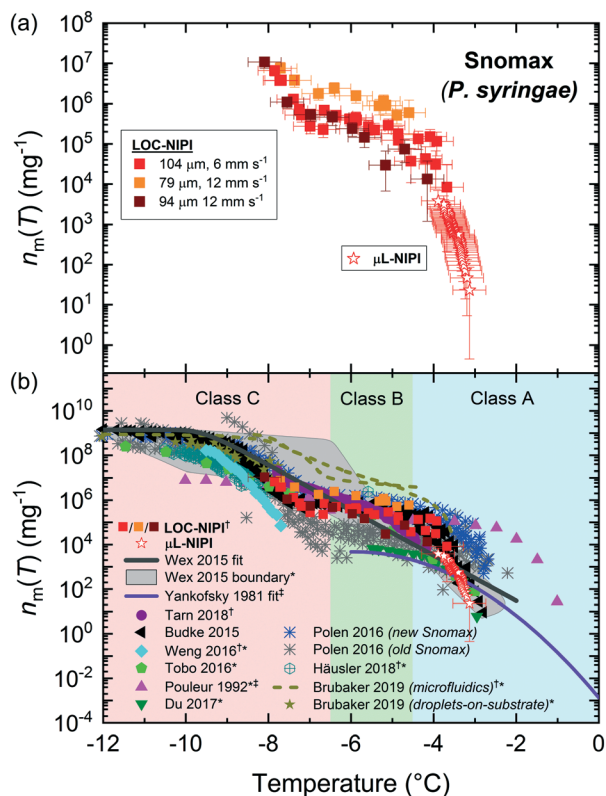 (a)
Snomax
(P. syringae)
n_m(T) (mg⁻¹)
10⁸
10⁷
10⁶
10⁵
10⁴
10³
10²
10¹
10⁰
LOC-NIPI
104 μm, 6 mm s⁻¹
79 μm, 12 mm s⁻¹
94 μm 12 mm s⁻¹
μL-NIPI
(b)
Class C
Class B
Class A
n_m(T) (mg⁻¹)
10¹⁰
10⁸
10⁶
10⁴
10²
10⁰
10⁻²
10⁻⁴
/ / LOC-NIPI†
μL-NIPI
Wex 2015 fit
Wex 2015 boundary*
Yankofsky 1981 fit‡
Tarn 2018†
Budke 2015
Weng 2016†*
Tobo 2016*
Pouleur 1992*‡
Du 2017*
Polen 2016 (new Snomax)
Polen 2016 (old Snomax)
Häusler 2018†*
Brubaker 2019 (microfluidics)†*
Brubaker 2019 (droplets-on-substrate)*
-12 -10 -8 -6 -4 -2 0
Temperature (°C)